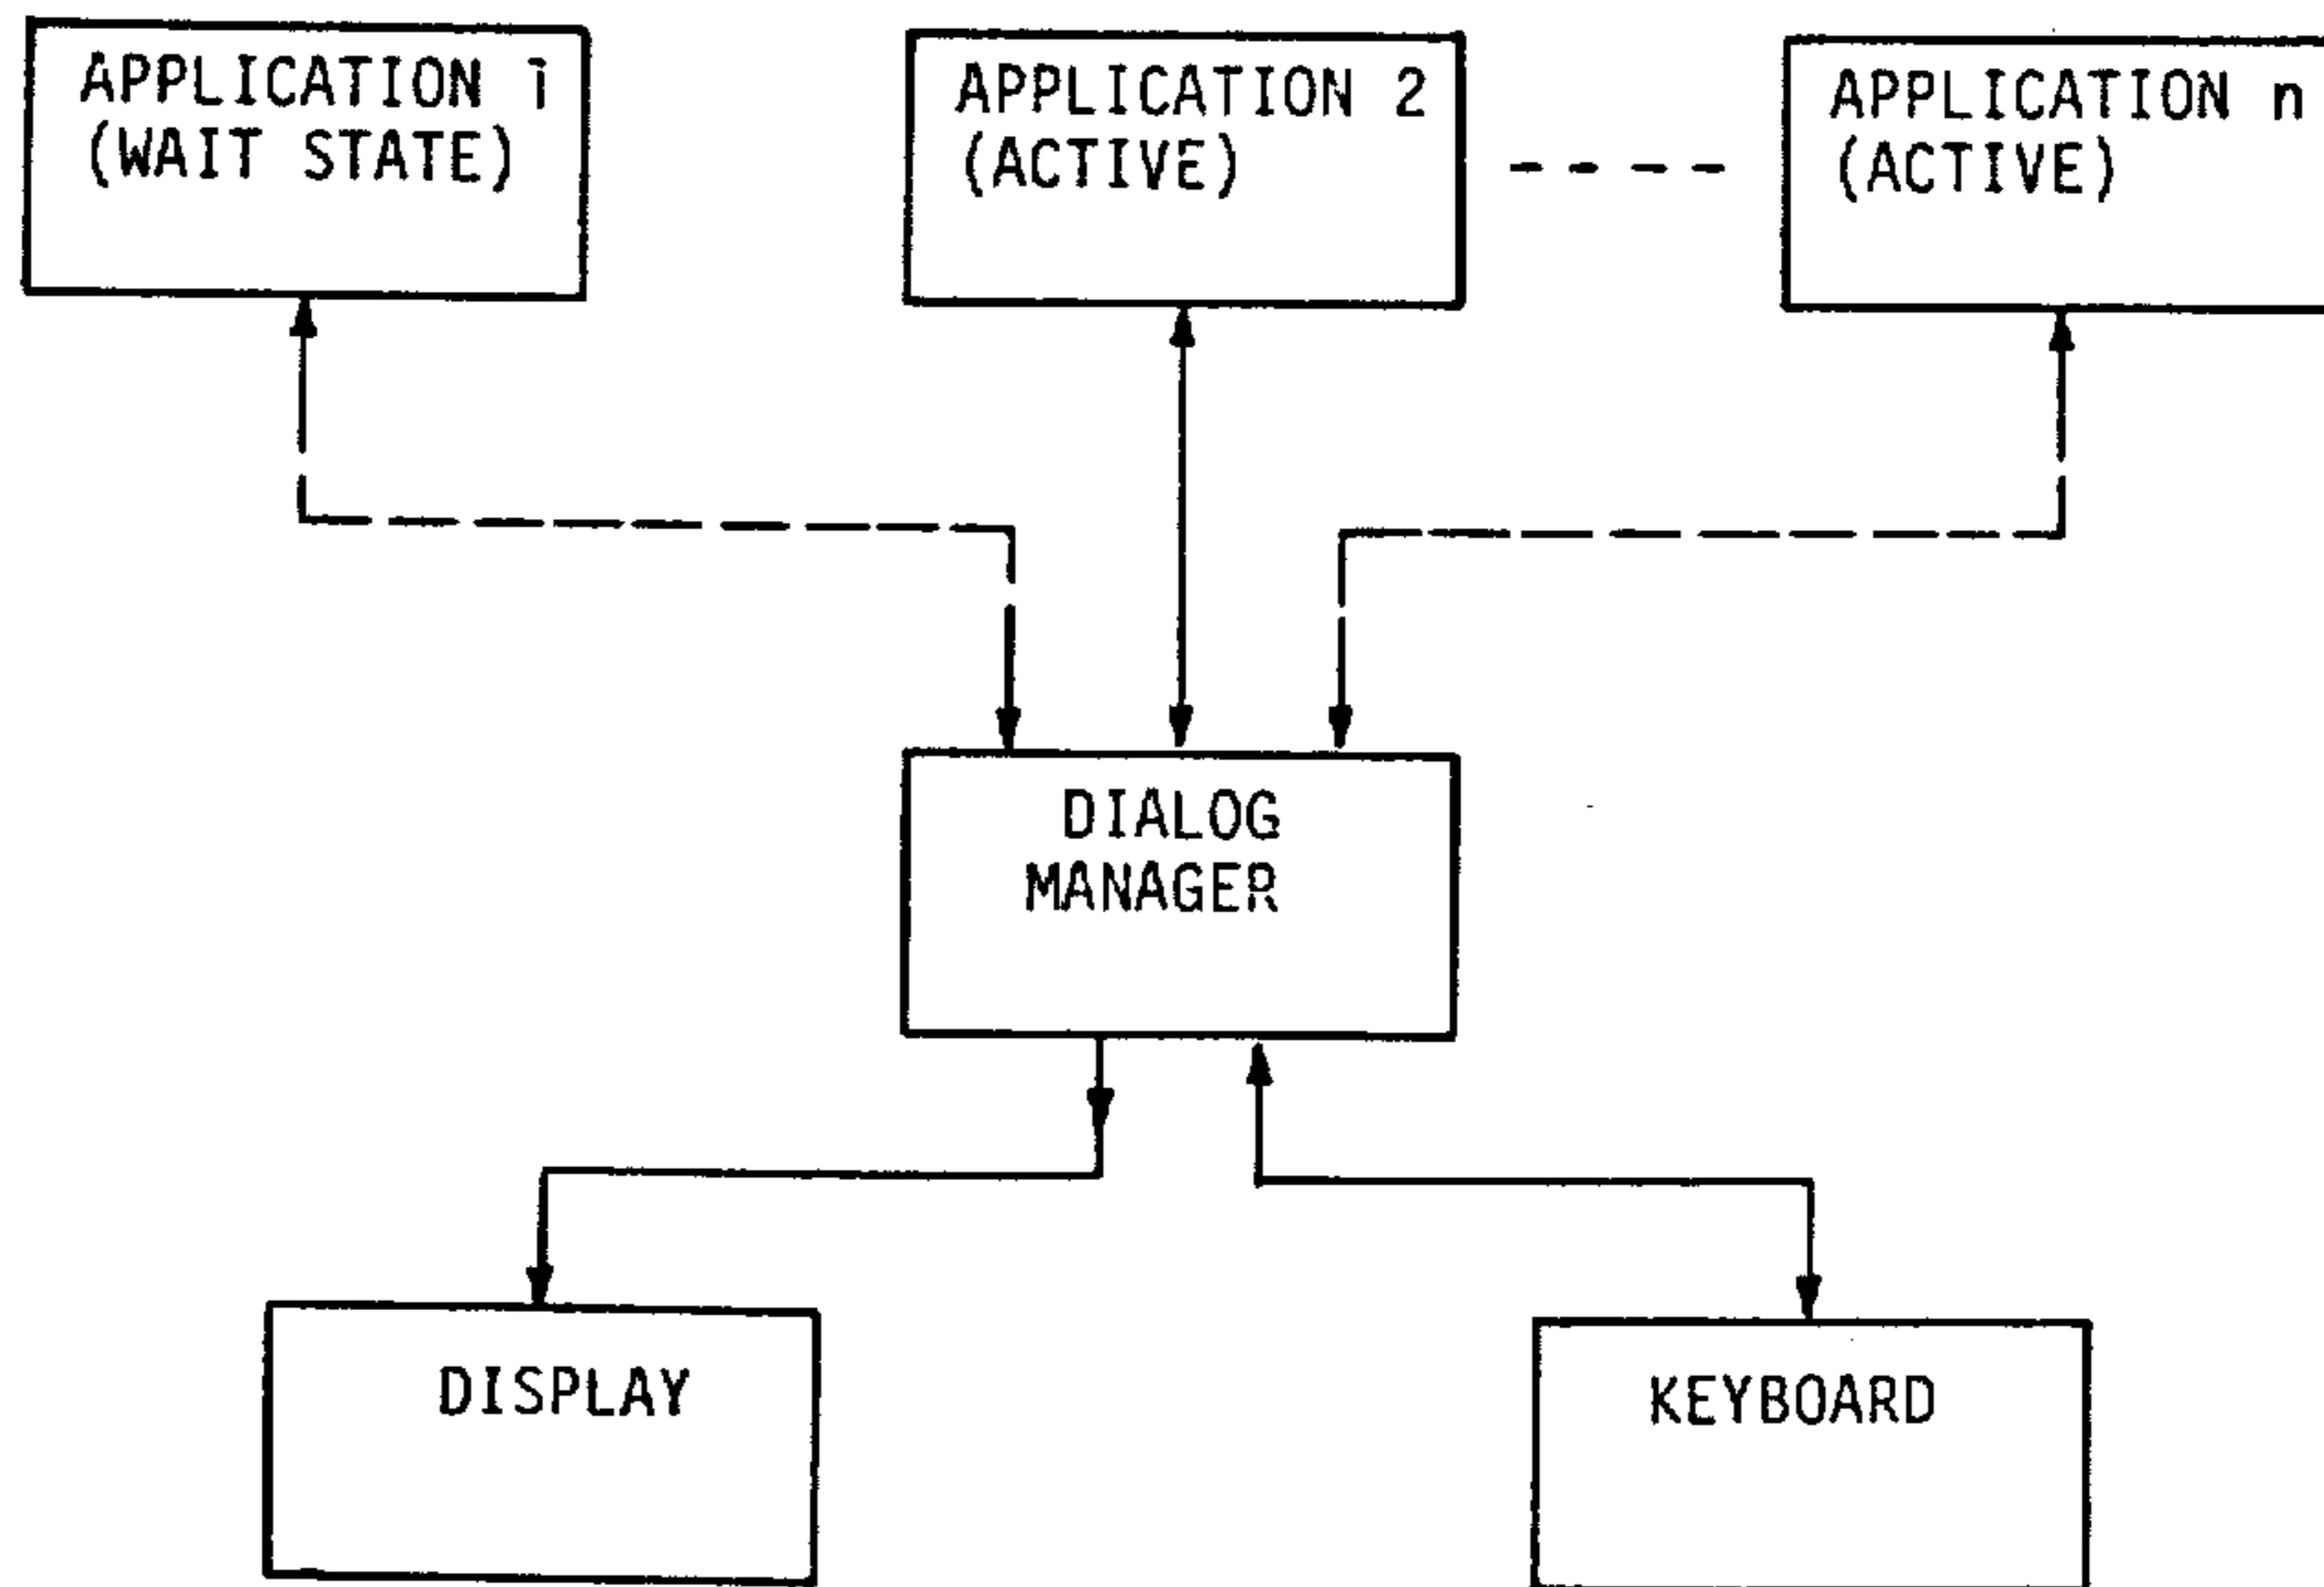 APPLICATION 1
(WAIT STATE)
APPLICATION 2
(ACTIVE)
APPLICATION n
(ACTIVE)
DIALOG
MANAGER
DISPLAY
KEYBOARD